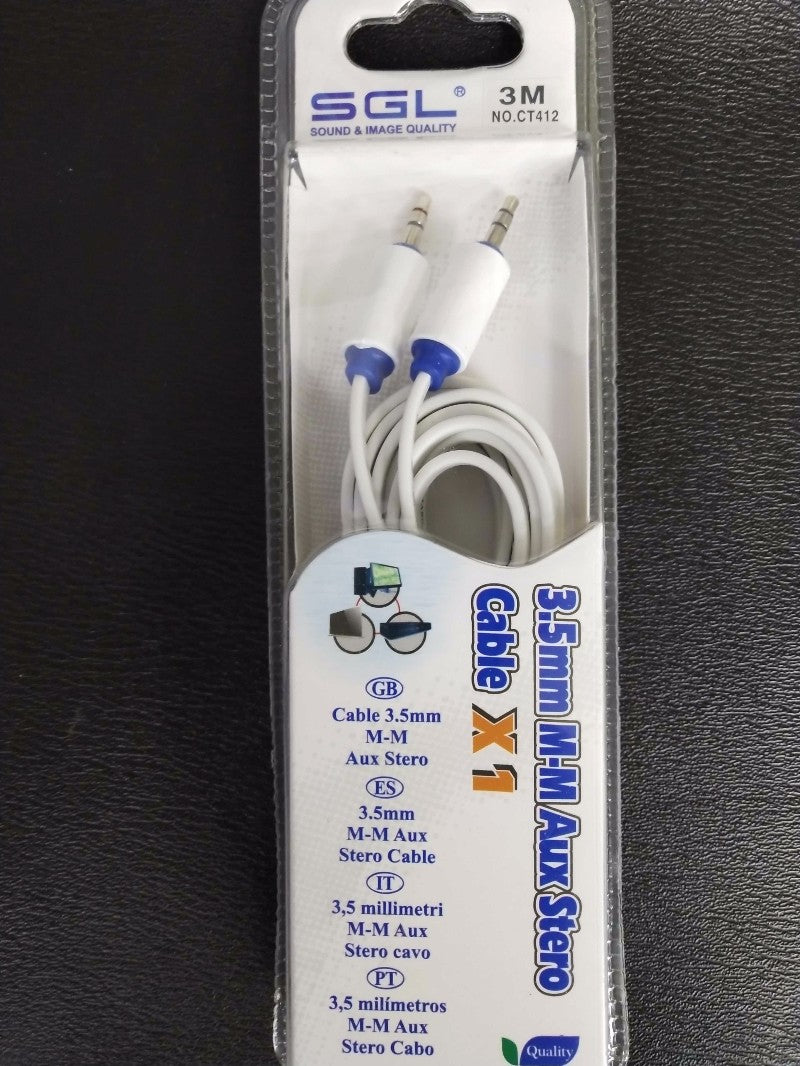 SGL®
SOUND & IMAGE QUALITY
3M
NO.CT412
3.5mm M-M Aux Stero
Cable X 1
GB
Cable 3.5mm
M-M
Aux Stero
ES
3.5mm
M-M Aux
Stero Cable
IT
3,5 millimetri
M-M Aux
Stero cavo
PT
3,5 milímetros
M-M Aux
Stero Cabo
Quality